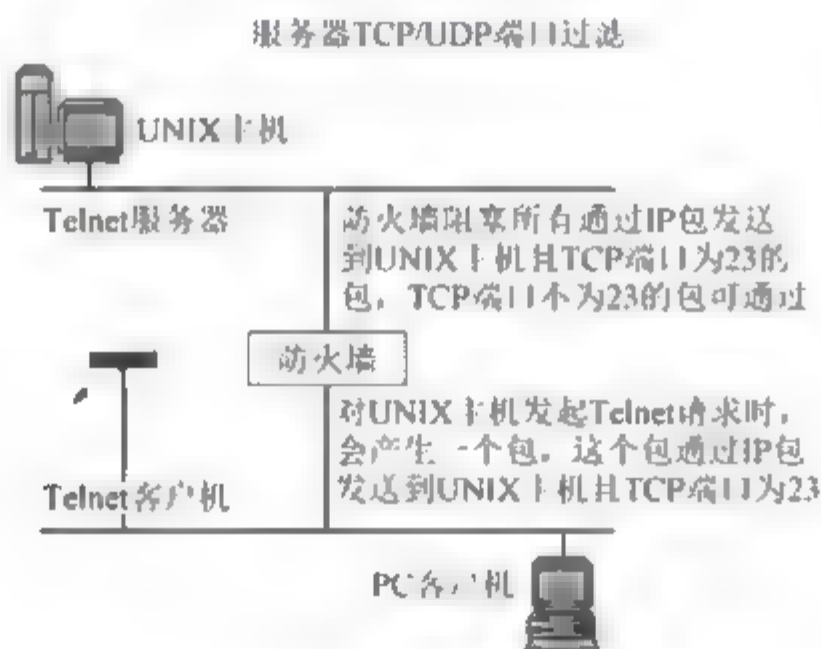 服务器TCP/UDP端口过滤
UNIX主机
Telnet服务器
防火墙阻塞所有通过IP包发送
到UNIX主机且TCP端口为23的
包，TCP端口不为23的包可通过
防火墙
对UNIX主机发起Telnet请求时，
会产生一个包，这个包通过IP包
发送到UNIX主机且TCP端口为23
Telnet客户机
PC客户机